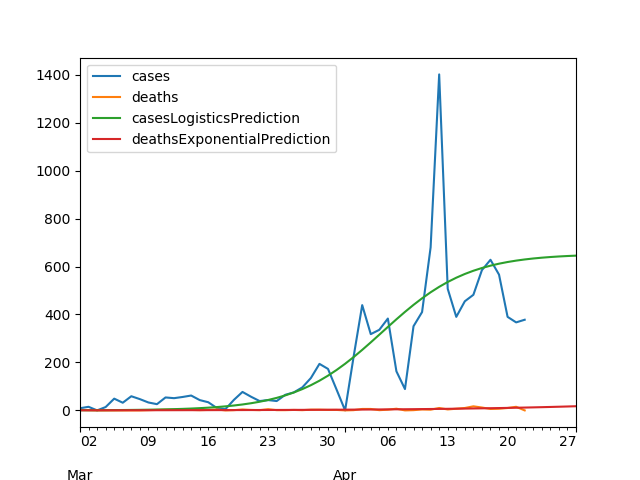 1400
1200
1000
800
600
400
200
0
cases
deaths
casesLogisticsPrediction
deathsExponentialPrediction
02 09 16 23 30 06 13 20 27
Mar Apr